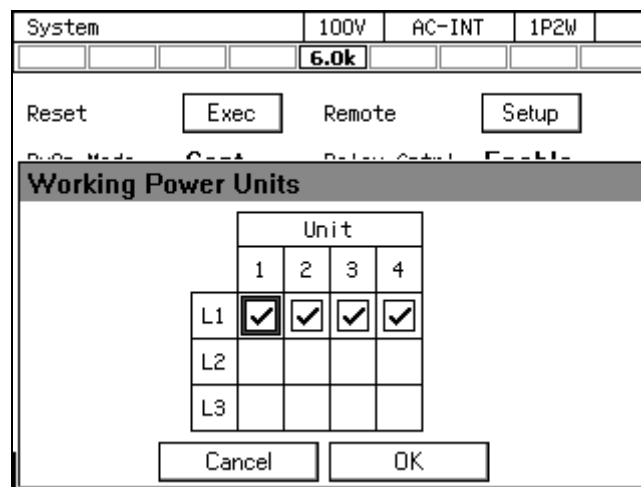 System 100V AC-INT 1P2W
6.0k
Reset Exec Remote Setup
Working Power Units
Unit
1 2 3 4
L1
L2
L3
Cancel OK